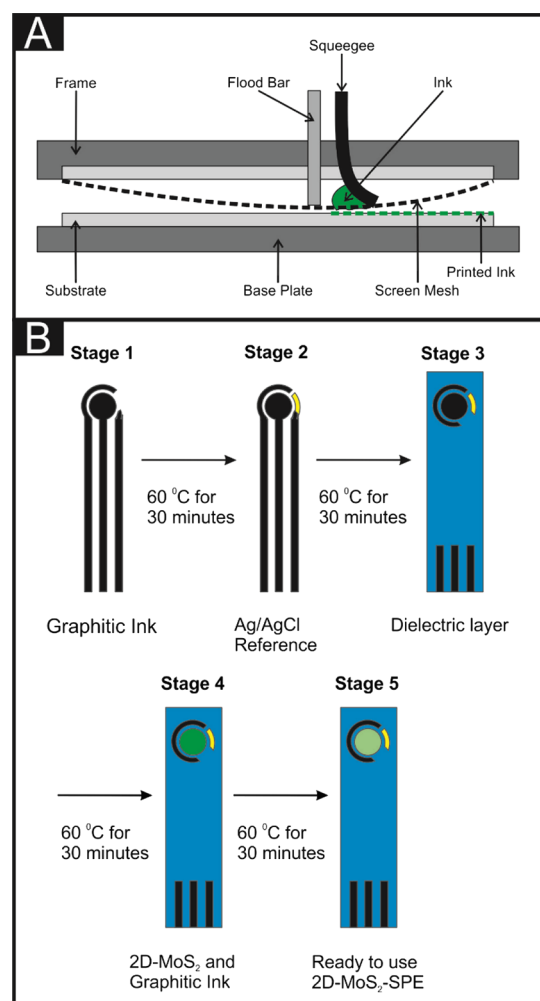 A
Squeegee
Frame
Flood Bar
Ink
Printed Ink
Substrate
Base Plate
Screen Mesh
B
Stage 1
Stage 2
Stage 3
60 °C for
30 minutes
60 °C for
30 minutes
Graphitic Ink
Ag/AgCl
Reference
Dielectric layer
Stage 4
Stage 5
60 °C for
30 minutes
60 °C for
30 minutes
2D-MoS₂ and
Graphitic Ink
Ready to use
2D-MoS₂-SPE